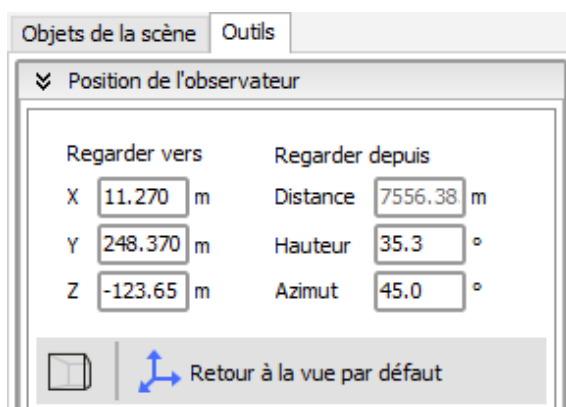 Objets de la scène Outils
Position de l'observateur
Regarder vers Regarder depuis
X 11.270 m Distance 7556.38 m
Y 248.370 m Hauteur 35.3 °
Z -123.65 m Azimut 45.0 °
Retour à la vue par défaut